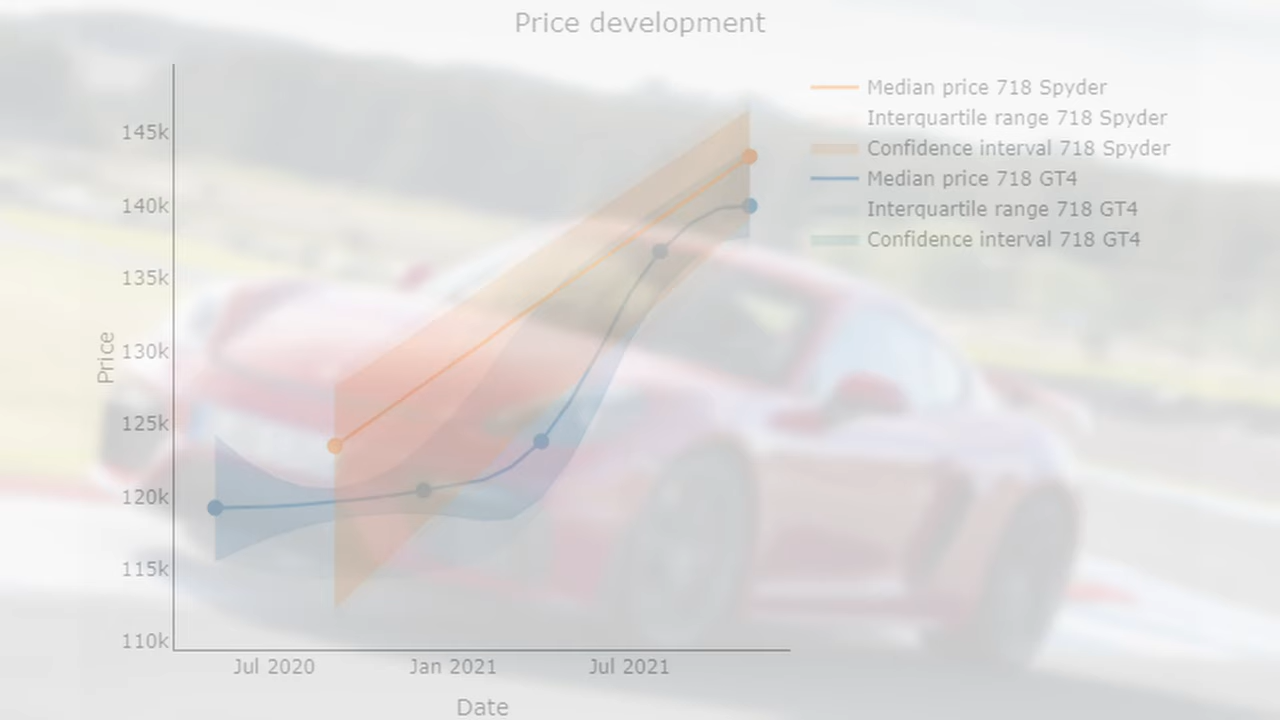 Price development
Median price 718 Spyder
Interquartile range 718 Spyder
Confidence interval 718 Spyder
Median price 718 GT4
Interquartile range 718 GT4
Confidence interval 718 GT4
145k
140k
135k
130k
125k
120k
115k
110k
Price
Jul 2020 Jan 2021 Jul 2021
Date